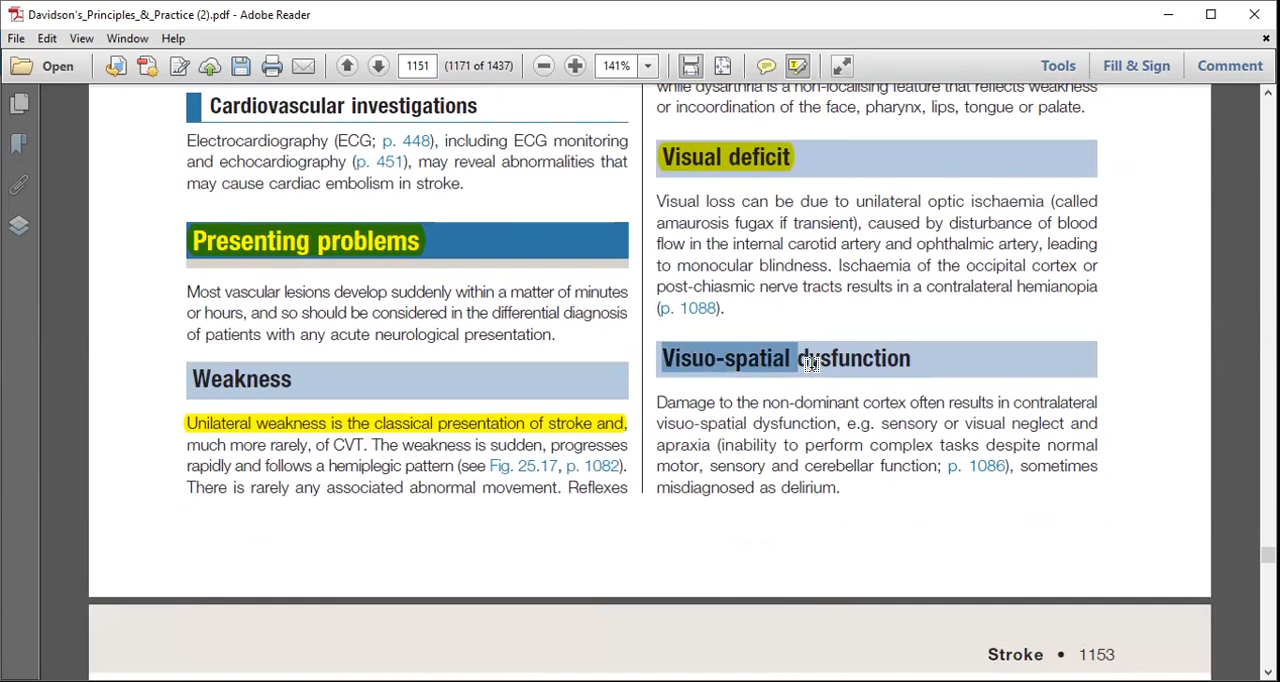 Davidson's_Principles_&_Practice (2).pdf - Adobe Reader
File Edit View Window Help
Open 1151 (1171 of 1437) 141% Tools Fill & Sign Comment
Cardiovascular investigations
Electrocardiography (ECG; p. 448), including ECG monitoring
and echocardiography (p. 451), may reveal abnormalities that
may cause cardiac embolism in stroke.
Presenting problems
Most vascular lesions develop suddenly within a matter of minutes
or hours, and so should be considered in the differential diagnosis
of patients with any acute neurological presentation.
Weakness
Unilateral weakness is the classical presentation of stroke and,
much more rarely, of CVT. The weakness is sudden, progresses
rapidly and follows a hemiplegic pattern (see Fig. 25.17, p. 1082).
There is rarely any associated abnormal movement. Reflexes
while dysarthria is a non-localising feature that reflects weakness
or incoordination of the face, pharynx, lips, tongue or palate.
Visual deficit
Visual loss can be due to unilateral optic ischaemia (called
amaurosis fugax if transient), caused by disturbance of blood
flow in the internal carotid artery and ophthalmic artery, leading
to monocular blindness. Ischaemia of the occipital cortex or
post-chiasmic nerve tracts results in a contralateral hemianopia
(p. 1088).
Visuo-spatial dysfunction
Damage to the non-dominant cortex often results in contralateral
visuo-spatial dysfunction, e.g. sensory or visual neglect and
apraxia (inability to perform complex tasks despite normal
motor, sensory and cerebellar function; p. 1086), sometimes
misdiagnosed as delirium.
Stroke • 1153